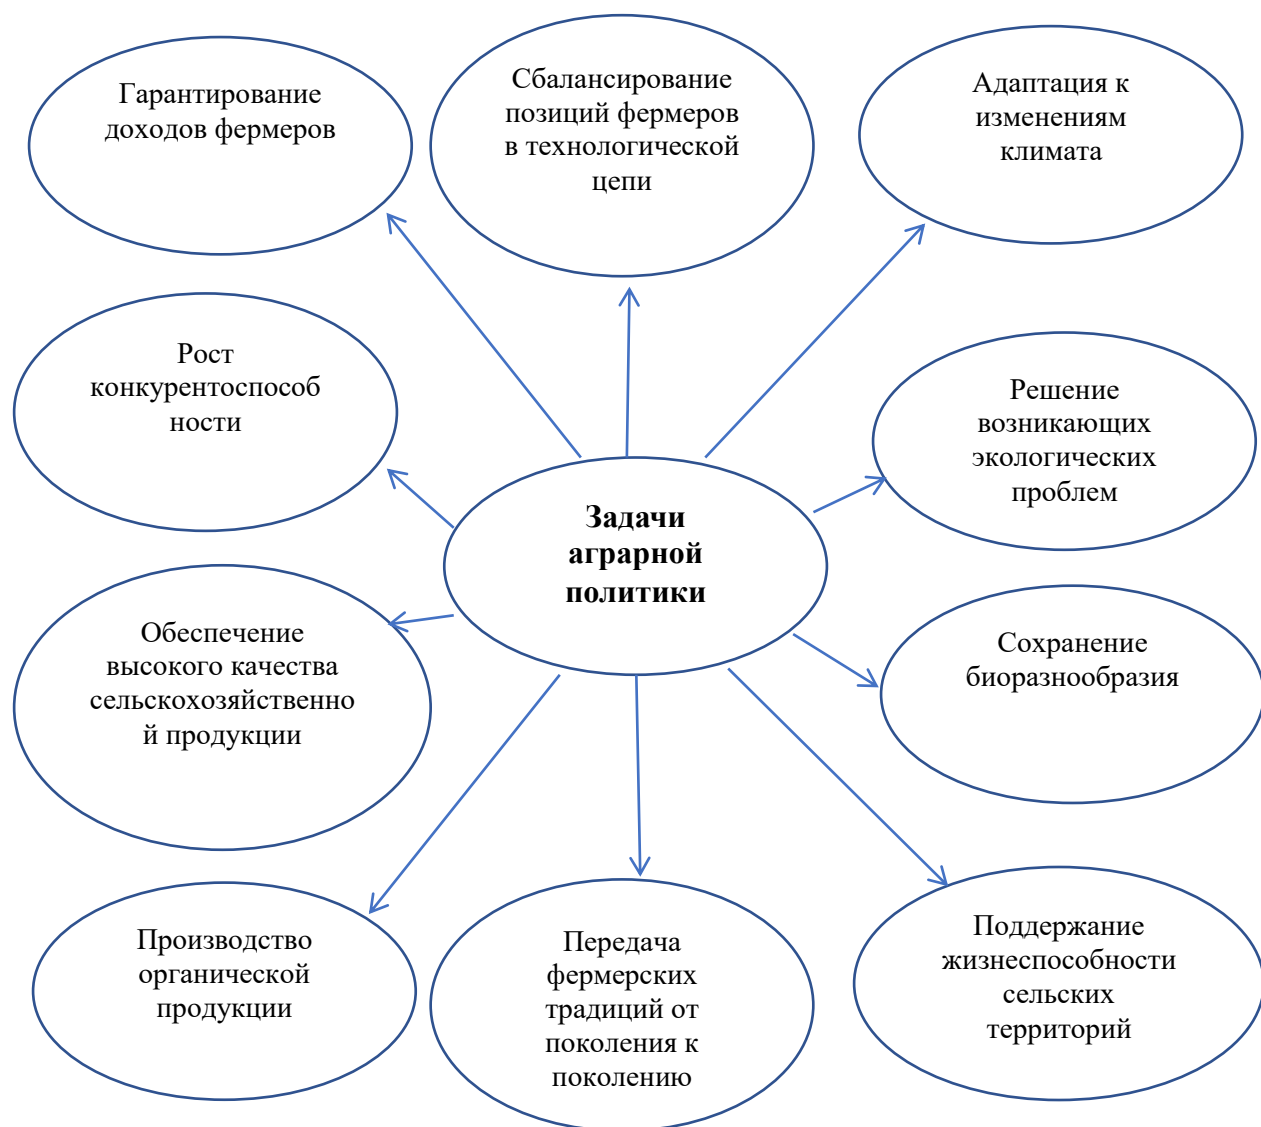 Гарантирование
доходов фермеров
Сбалансирование
позиций фермеров
в технологической
цепи
Адаптация к
изменениям
климата
Рост
конкурентоспособ
ности
Решение
возникающих
экологических
проблем
Задачи
аграрной
политики
Обеспечение
высокого качества
сельскохозяйственно
й продукции
Сохранение
биоразнообразия
Производство
органической
продукции
Передача
фермерских
традиций от
поколения к
поколению
Поддержание
жизнеспособности
сельских
территорий